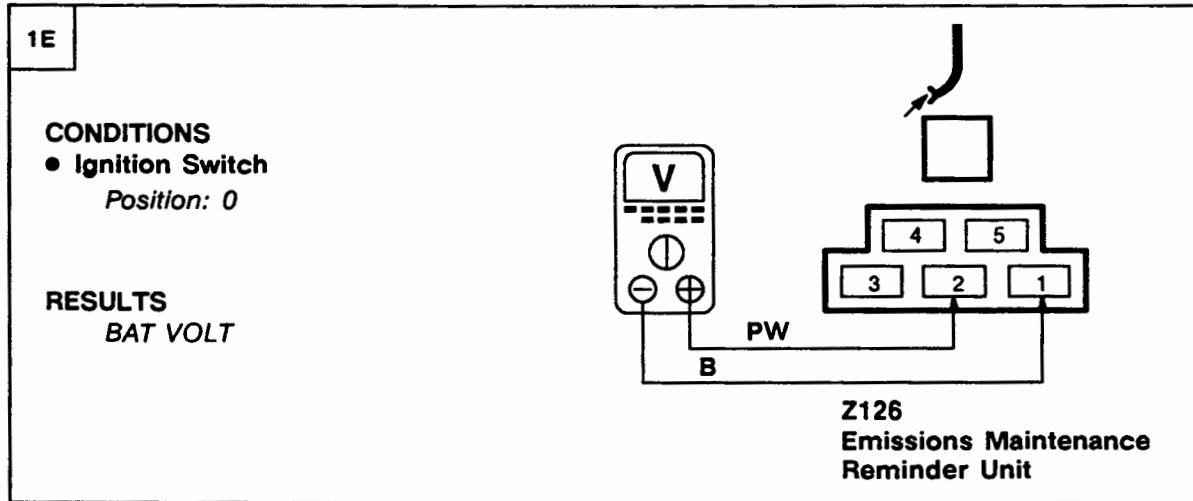 1E
CONDITIONS
● Ignition Switch
Position: 0
RESULTS
BAT VOLT
V
4 5
3 2 1
PW
B
Z126
Emissions Maintenance
Reminder Unit